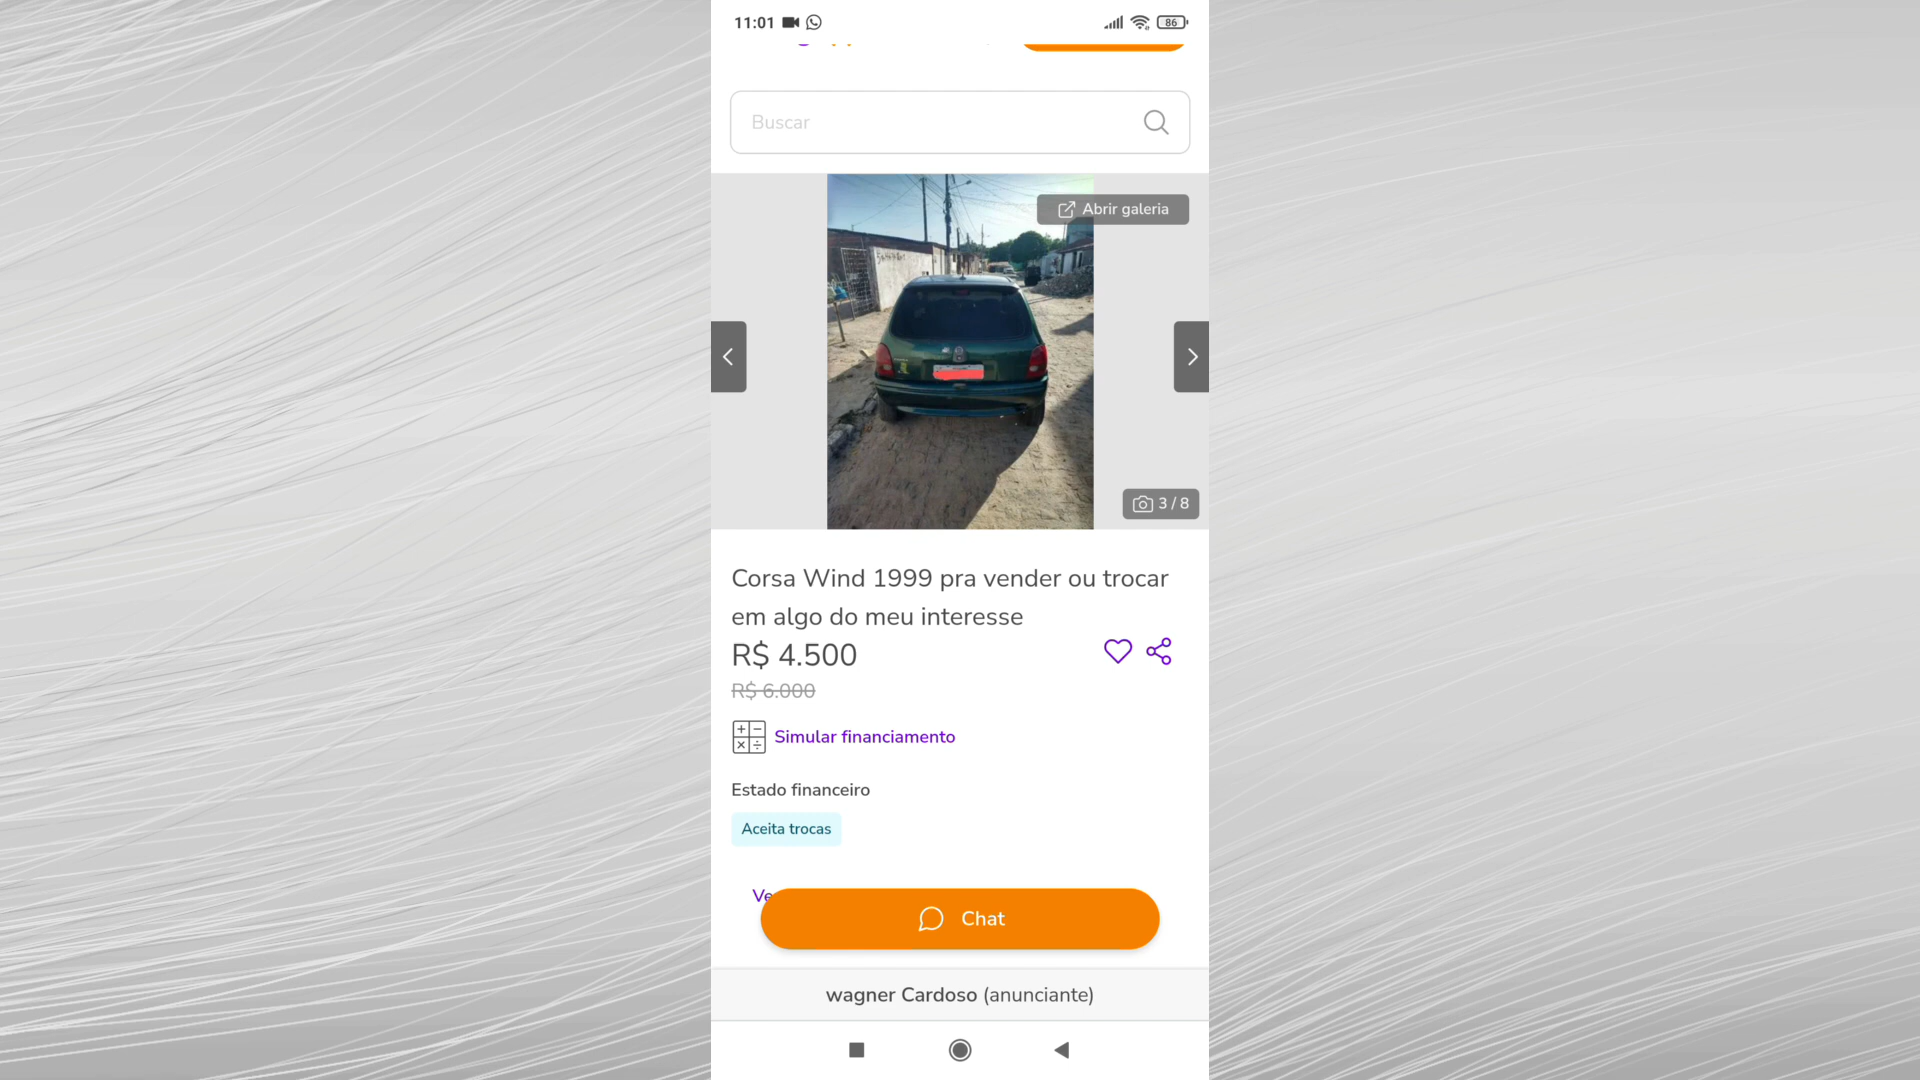 11:01
86
Buscar
Abrir galeria
3 / 8
Corsa Wind 1999 pra vender ou trocar
em algo do meu interesse
R$ 4.500
R$ 6.000
Simular financiamento
Estado financeiro
Aceita trocas
Chat
wagner Cardoso (anunciante)